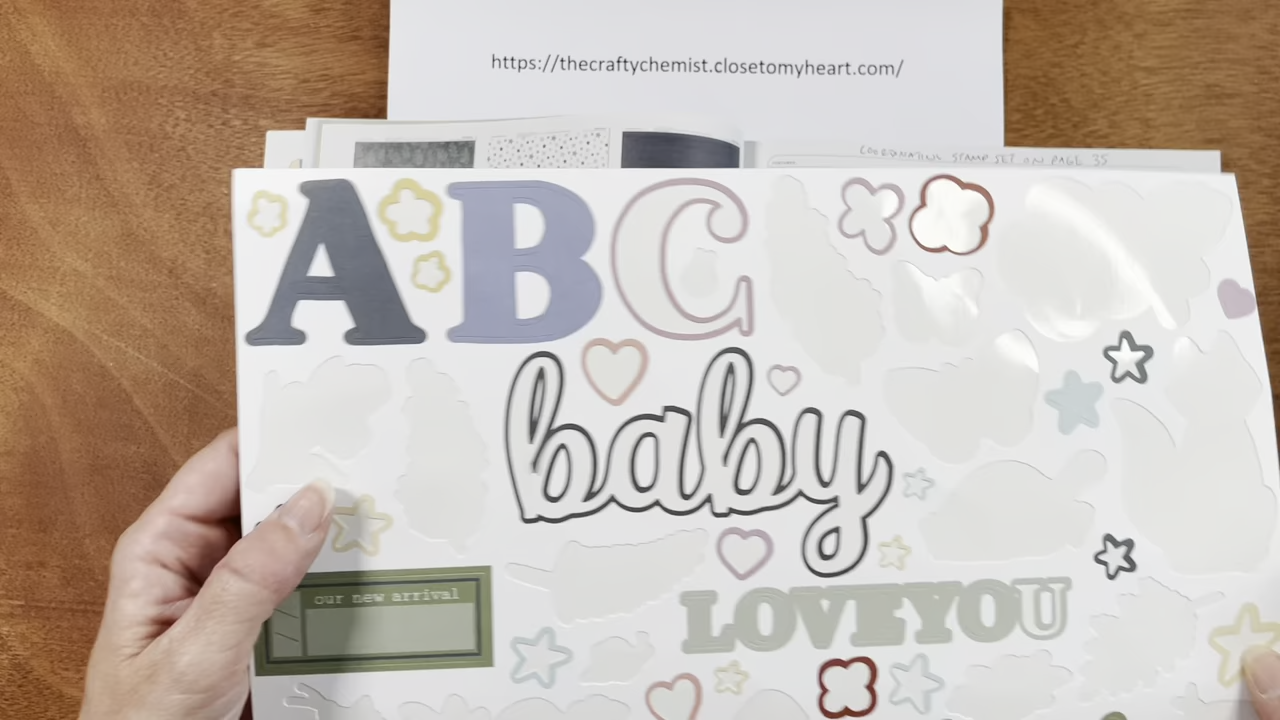 https://thecraftychemist.closetomyheart.com/
COORDINATING STAMP SET ON PAGE 35
ABC
baby
our new arrival
LOVEYOU